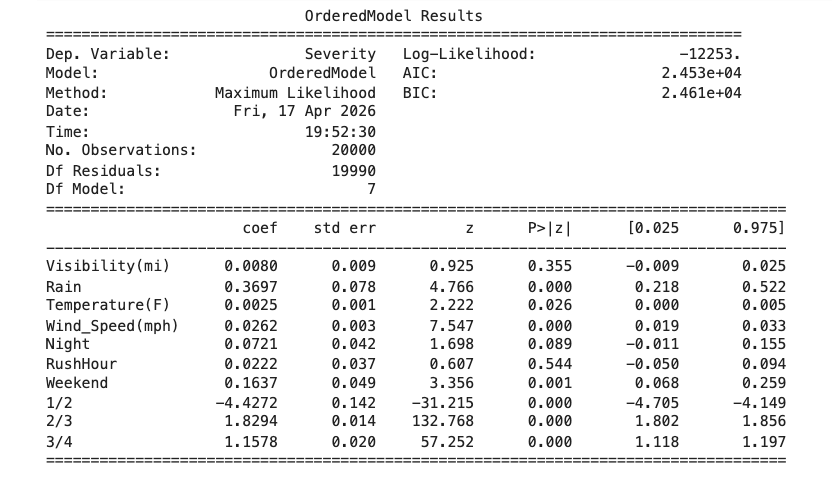 OrderedModel Results
==============================================================================
Dep. Variable: Severity Log-Likelihood: -12253.
Model: OrderedModel AIC: 2.453e+04
Method: Maximum Likelihood BIC: 2.461e+04
Date: Fri, 17 Apr 2026
Time: 19:52:30
No. Observations: 20000
Df Residuals: 19990
Df Model: 7
===================================================================================
coef std err z P>|z| [0.025 0.975]
-----------------------------------------------------------------------------------
Visibility(mi) 0.0080 0.009 0.925 0.355 -0.009 0.025
Rain 0.3697 0.078 4.766 0.000 0.218 0.522
Temperature(F) 0.0025 0.001 2.222 0.026 0.000 0.005
Wind_Speed(mph) 0.0262 0.003 7.547 0.000 0.019 0.033
Night 0.0721 0.042 1.698 0.089 -0.011 0.155
RushHour 0.0222 0.037 0.607 0.544 -0.050 0.094
Weekend 0.1637 0.049 3.356 0.001 0.068 0.259
1/2 -4.4272 0.142 -31.215 0.000 -4.705 -4.149
2/3 1.8294 0.014 132.768 0.000 1.802 1.856
3/4 1.1578 0.020 57.252 0.000 1.118 1.197
===================================================================================